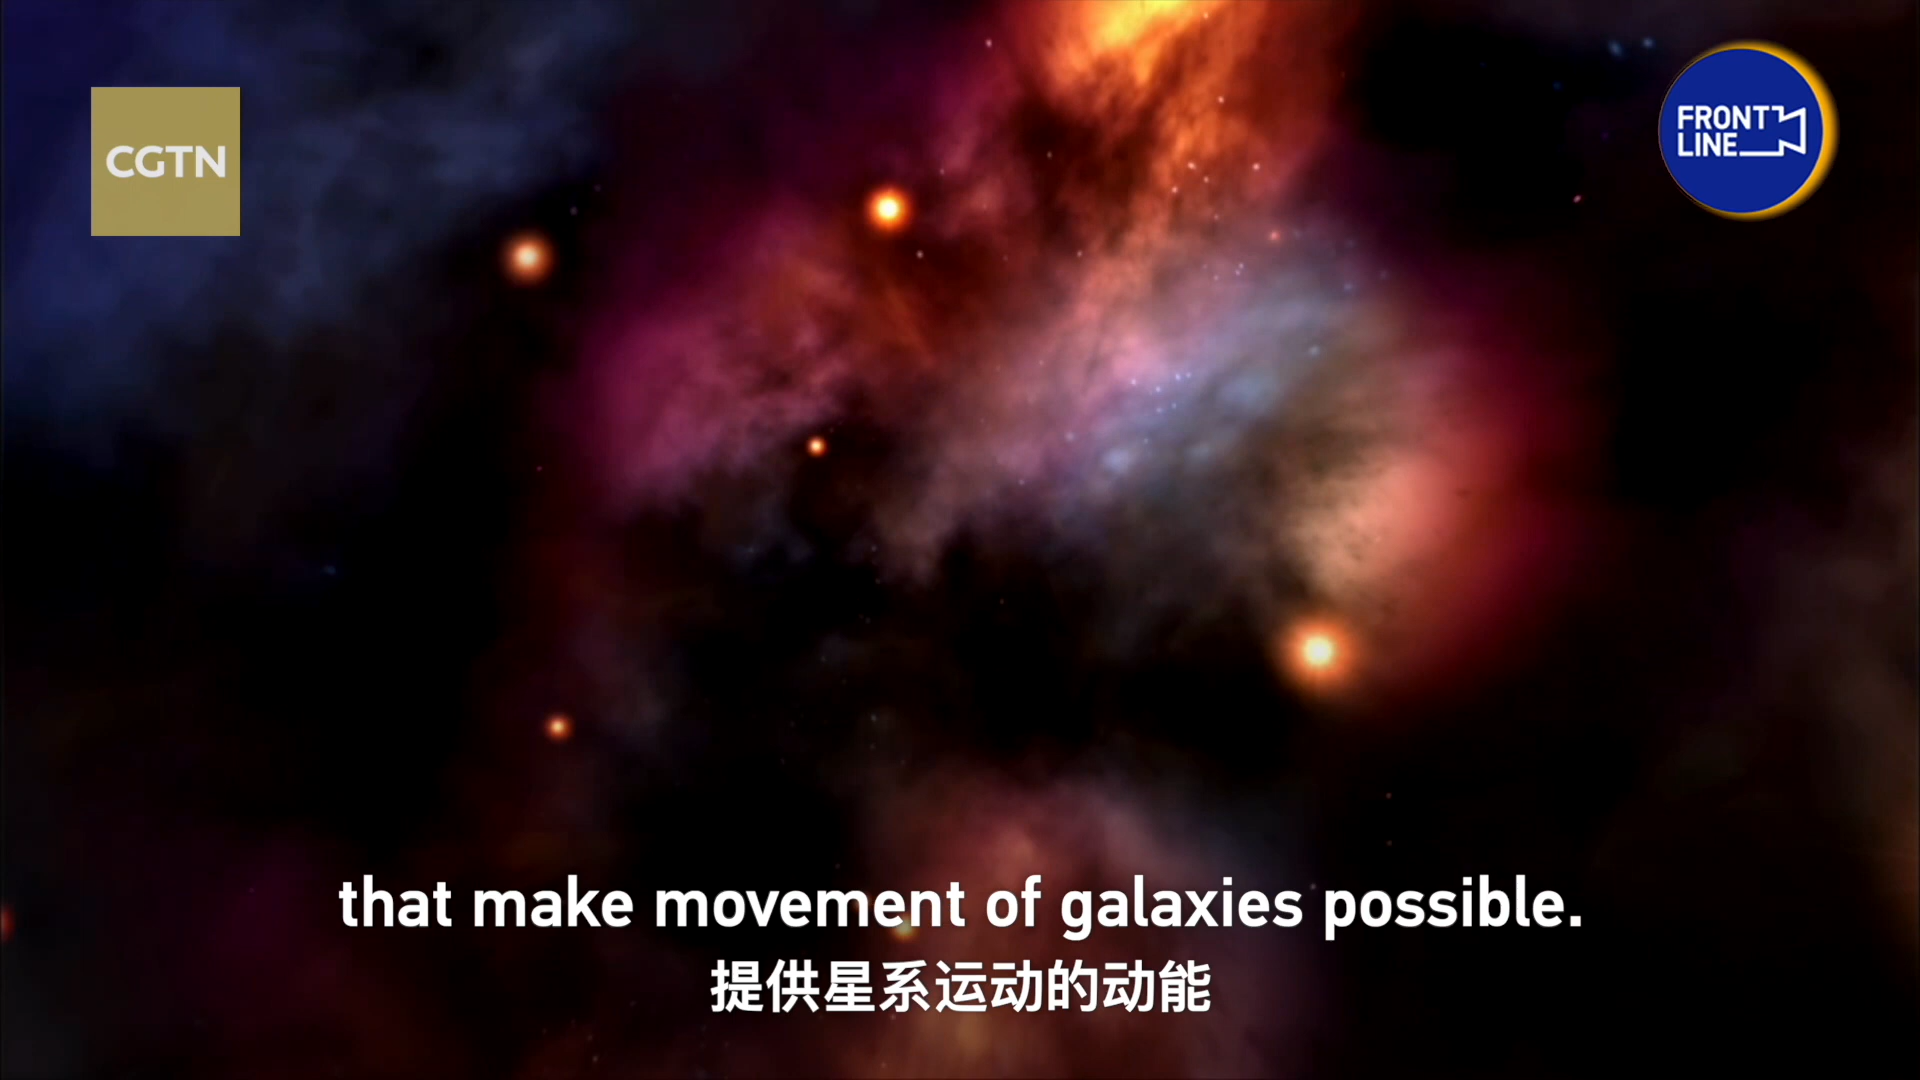 CGTN
FRONT
LINE
that make movement of galaxies possible.
提供星系运动的动能